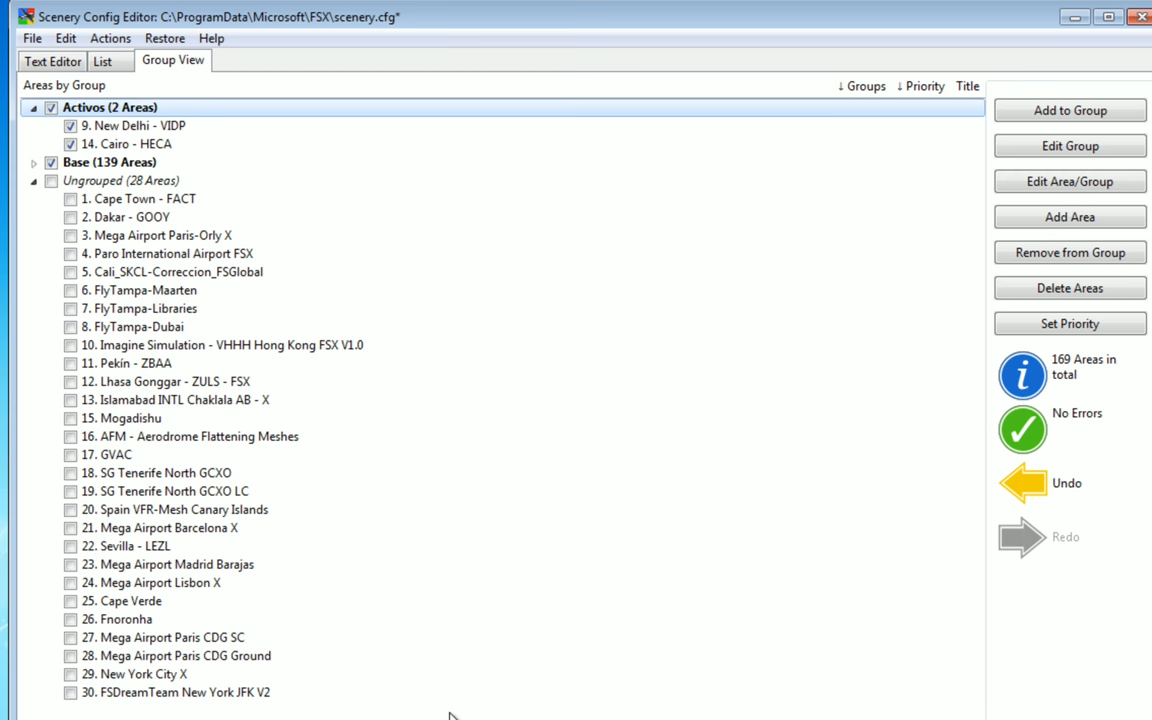 Scenery Config Editor: C:\ProgramData\Microsoft\FSX\scenery.cfg*
File Edit Actions Restore Help
Text Editor List Group View
Areas by Group ↓ Groups ↓ Priority Title
Activos (2 Areas)
9. New Delhi - VIDP
14. Cairo - HECA
Base (139 Areas)
Ungrouped (28 Areas)
1. Cape Town - FACT
2. Dakar - GOOY
3. Mega Airport Paris-Orly X
4. Paro International Airport FSX
5. Cali_SKCL-Correccion_FSGlobal
6. FlyTampa-Maarten
7. FlyTampa-Libraries
8. FlyTampa-Dubai
10. Imagine Simulation - VHHH Hong Kong FSX V1.0
11. Pekín - ZBAA
12. Lhasa Gonggar - ZULS - FSX
13. Islamabad INTL Chaklala AB - X
15. Mogadishu
16. AFM - Aerodrome Flattening Meshes
17. GVAC
18. SG Tenerife North GCXO
19. SG Tenerife North GCXO LC
20. Spain VFR-Mesh Canary Islands
21. Mega Airport Barcelona X
22. Sevilla - LEZL
23. Mega Airport Madrid Barajas
24. Mega Airport Lisbon X
25. Cape Verde
26. Fnoronha
27. Mega Airport Paris CDG SC
28. Mega Airport Paris CDG Ground
29. New York City X
30. FSDreamTeam New York JFK V2
Add to Group
Edit Group
Edit Area/Group
Add Area
Remove from Group
Delete Areas
Set Priority
169 Areas in
total
No Errors
Undo
Redo